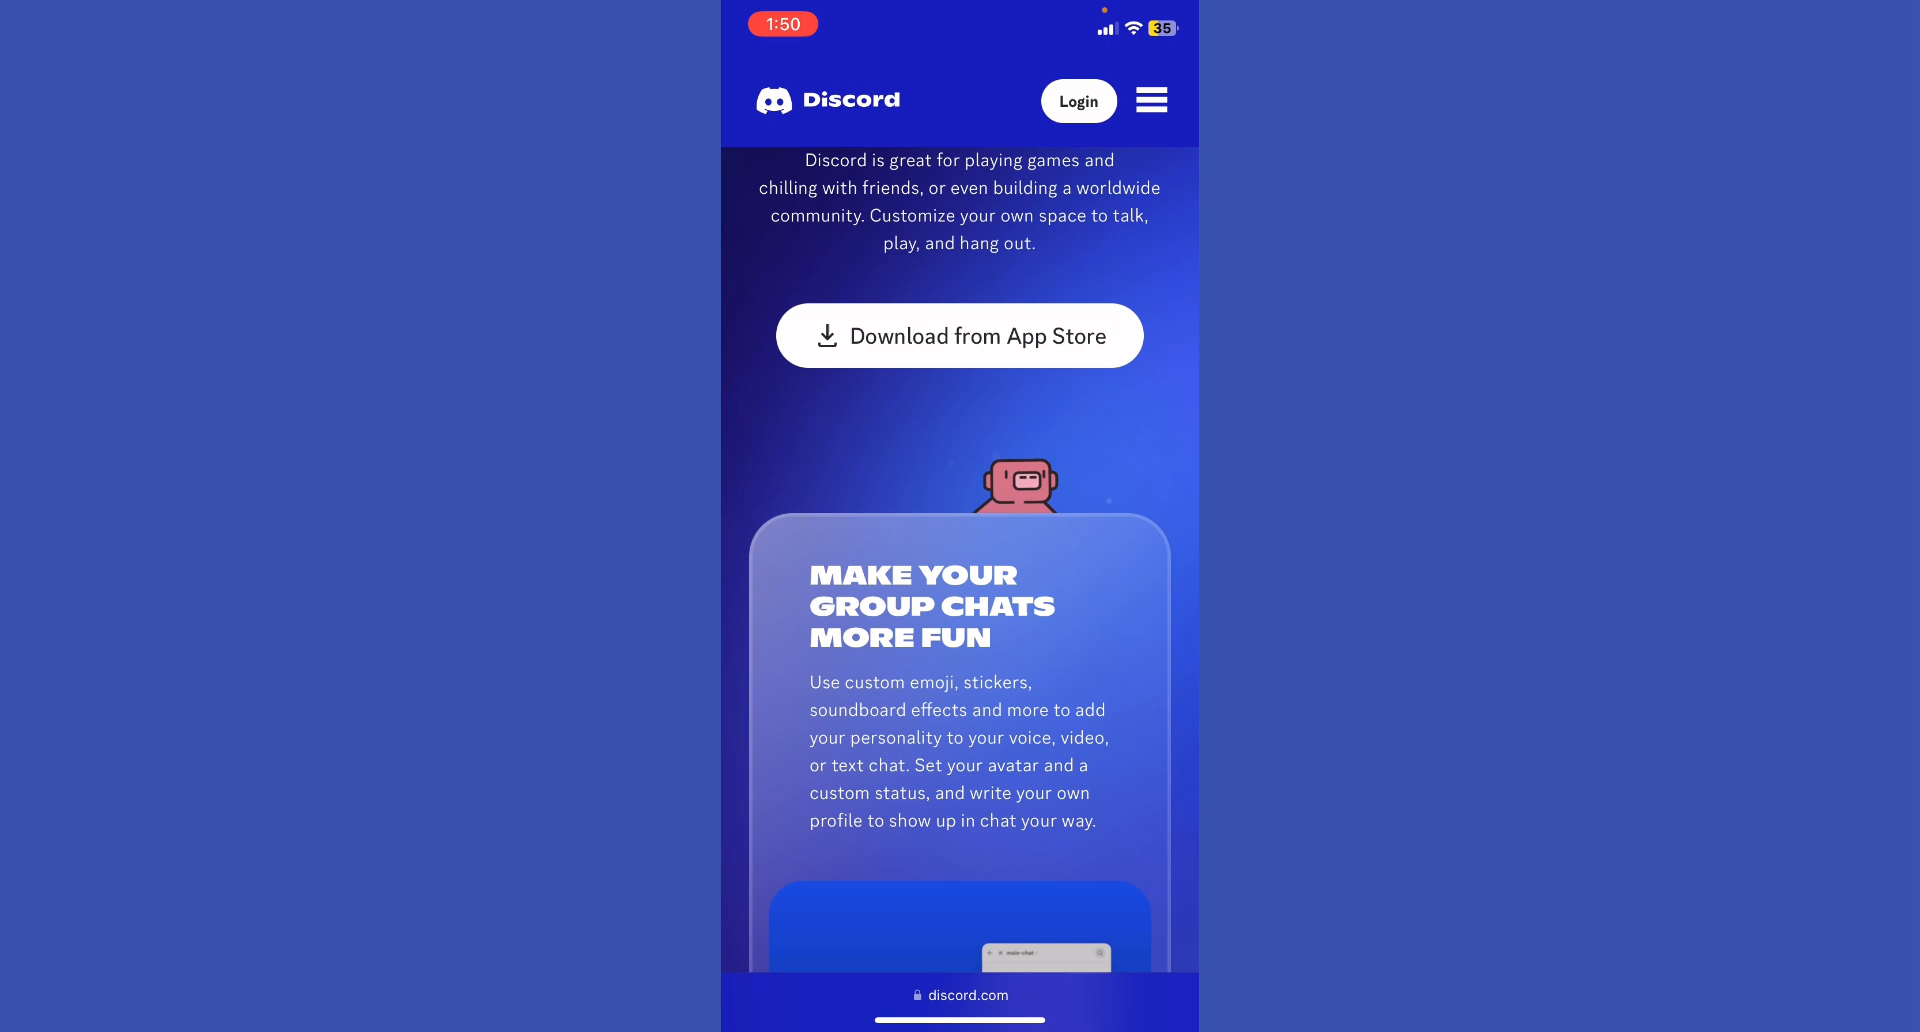 1:50
35
Discord
Login
Discord is great for playing games and
chilling with friends, or even building a worldwide
community. Customize your own space to talk,
play, and hang out.
Download from App Store
MAKE YOUR
GROUP CHATS
MORE FUN
Use custom emoji, stickers,
soundboard effects and more to add
your personality to your voice, video,
or text chat. Set your avatar and a
custom status, and write your own
profile to show up in chat your way.
main-chat
discord.com